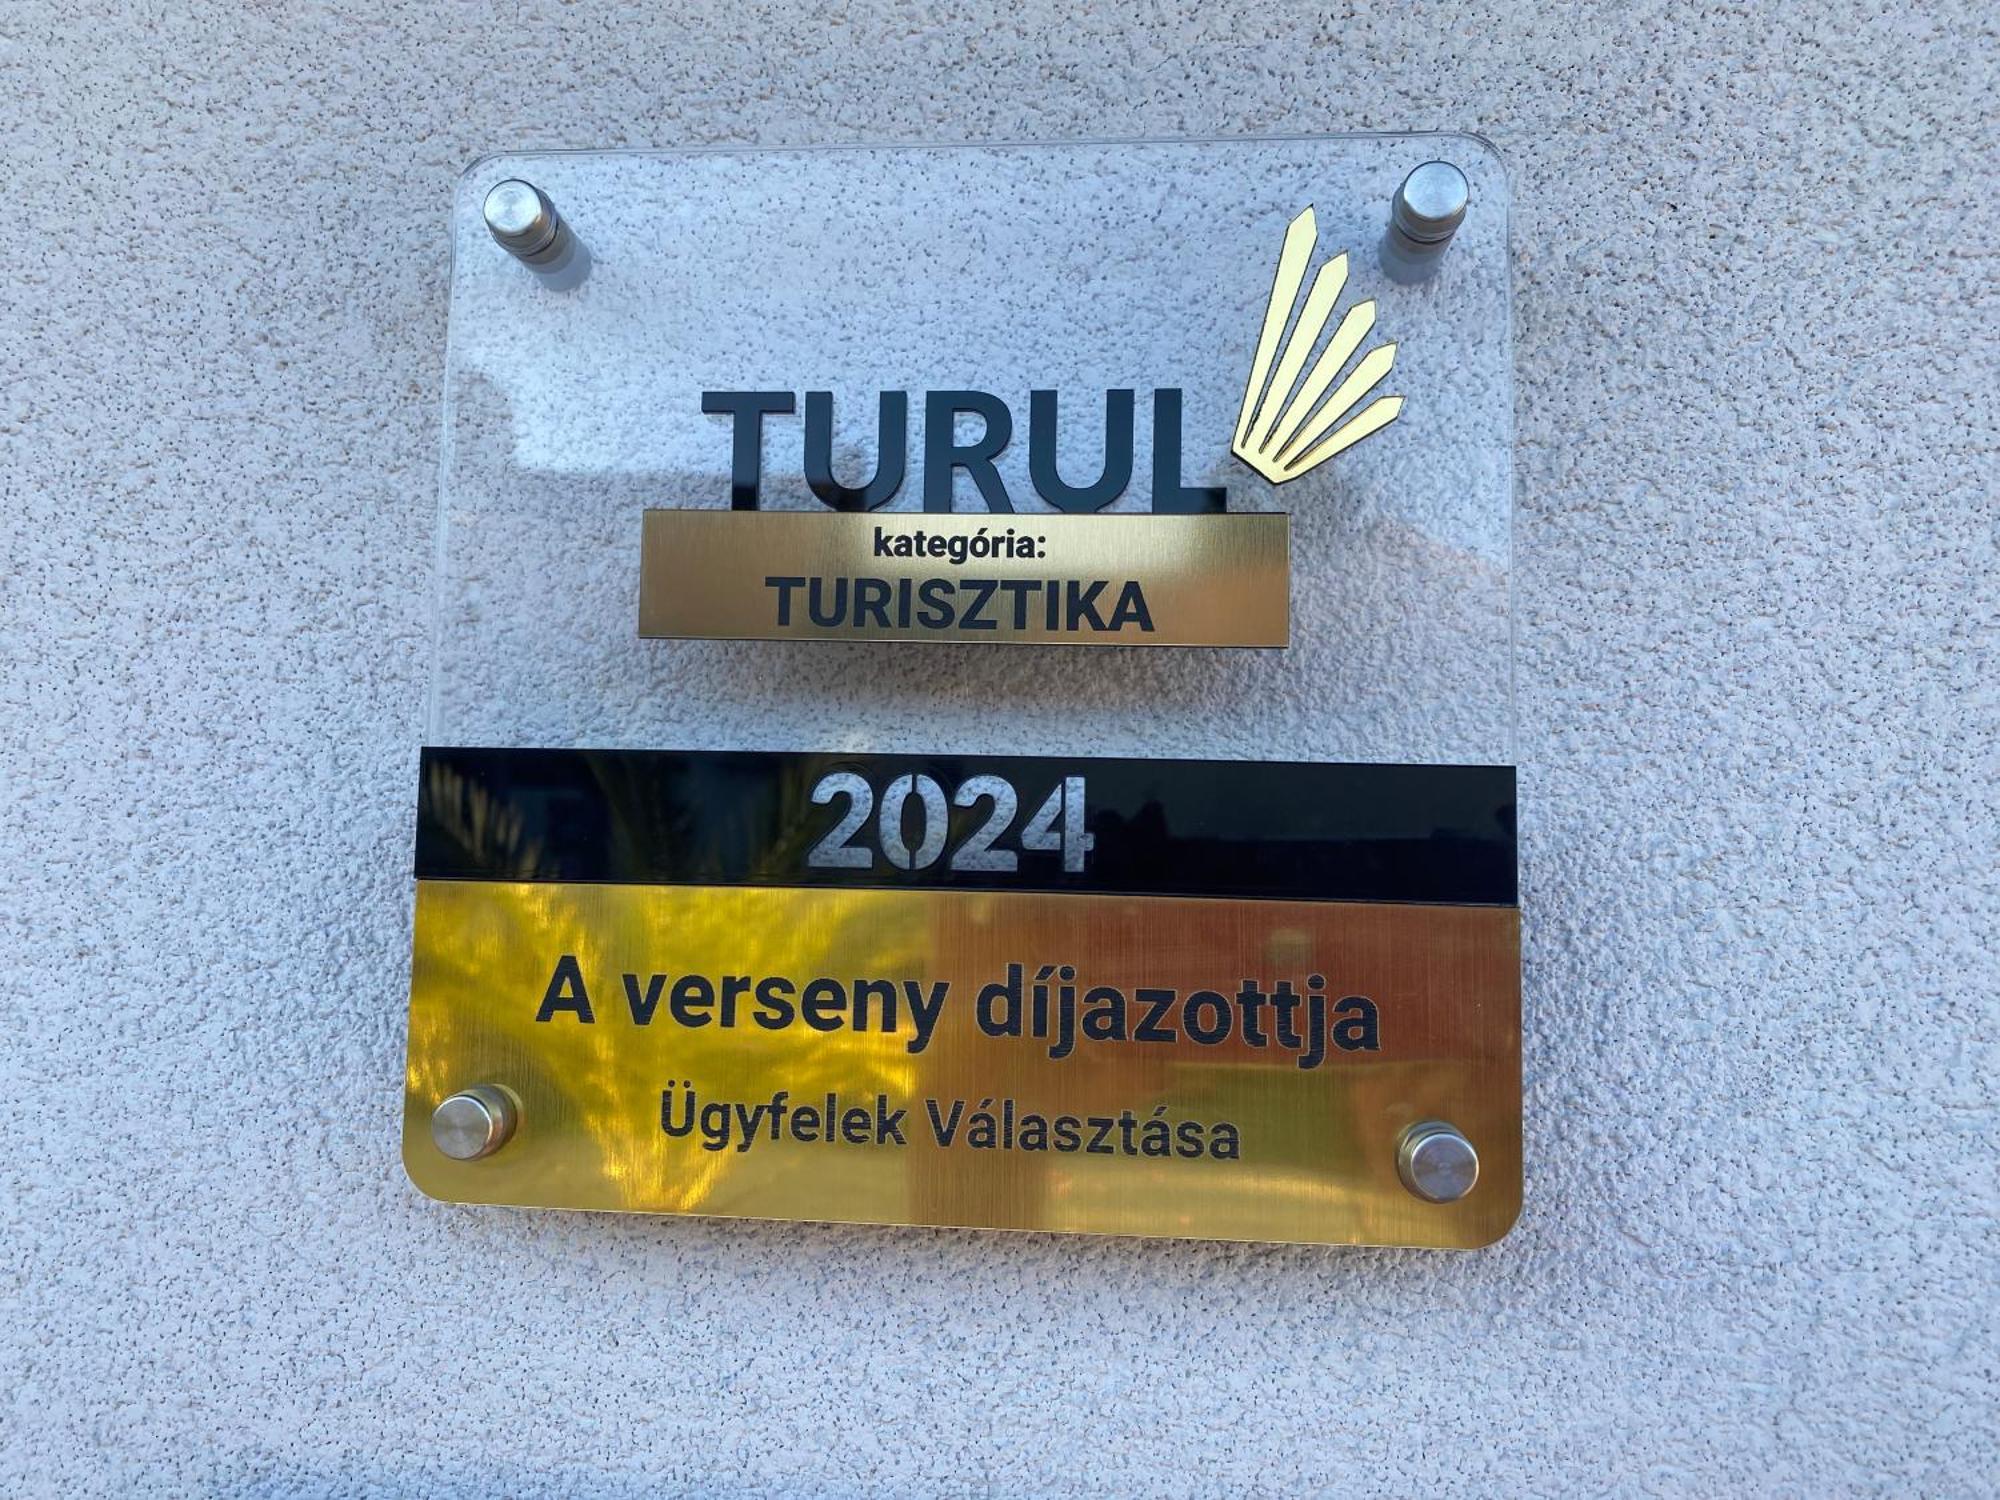 TURUL
kategória:
TURISZTIKA
2024
A verseny díjazottja
Ügyfelek Választása